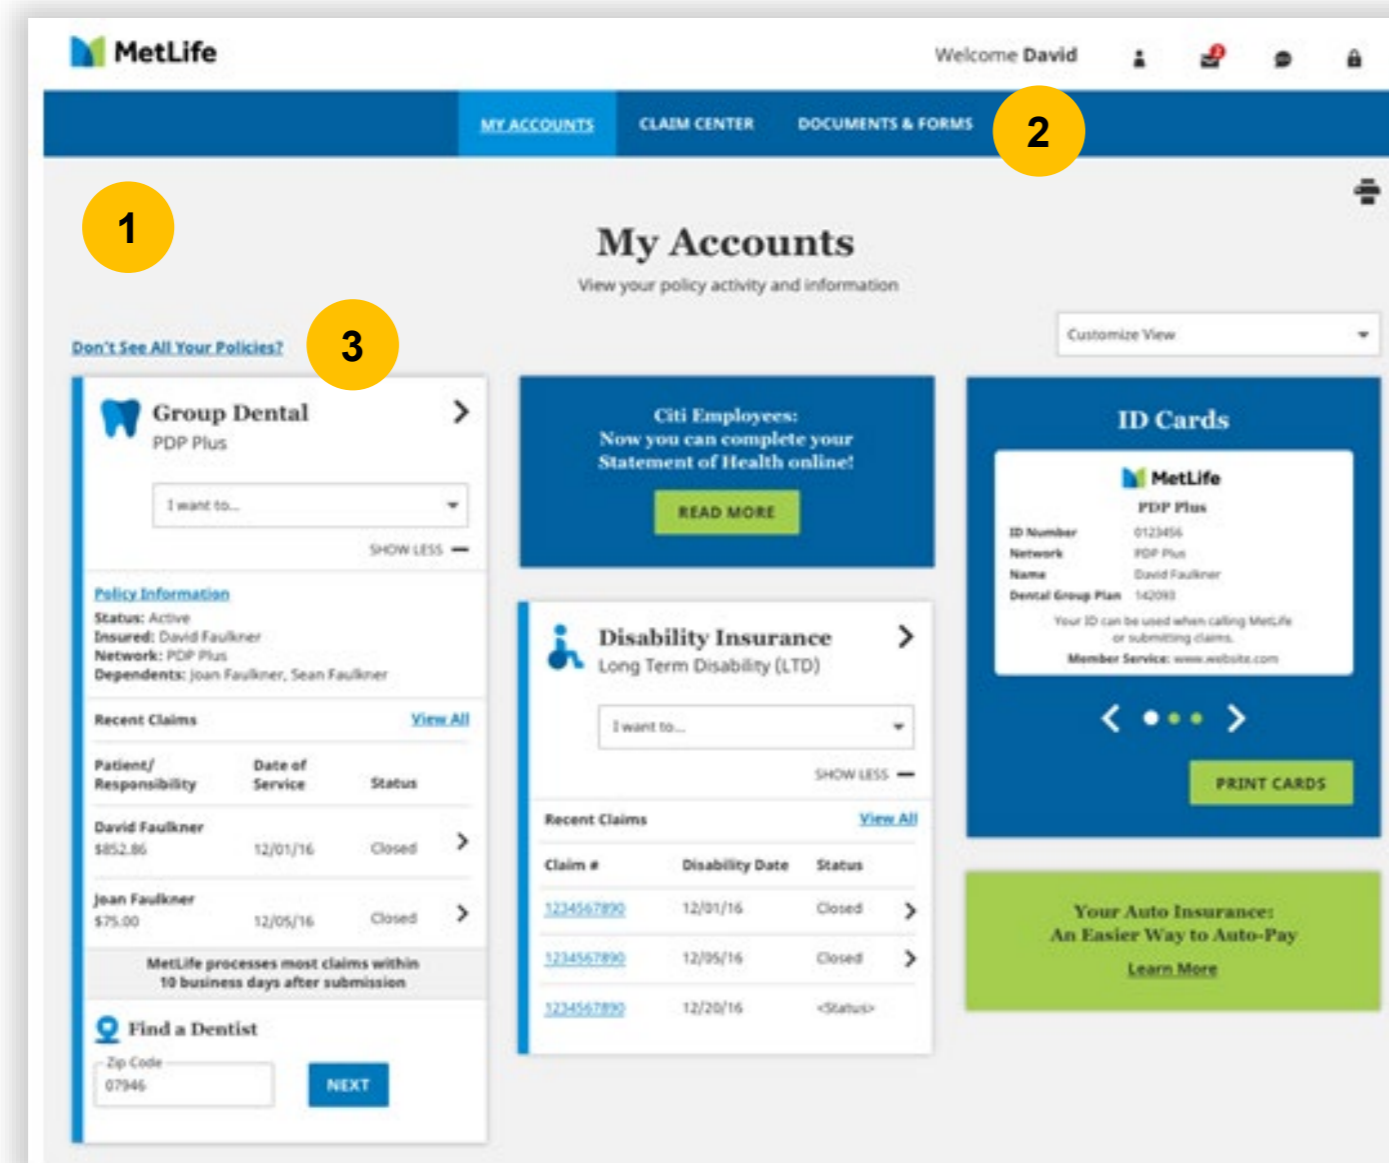 MetLife
Welcome David
2
MY ACCOUNTS CLAIM CENTER DOCUMENTS & FORMS
2
1
My Accounts
View your policy activity and information
Don't See All Your Policies?
3
Customize View
Group Dental
PDP Plus
I want to...
SHOW LESS
Policy Information
Status: Active
Insured: David Faulkner
Network: PDP Plus
Dependents: Joan Faulkner, Sean Faulkner
Recent Claims View All
Patient/ Date of
Responsibility Service Status
David Faulkner
$852.86 12/01/16 Closed
Joan Faulkner
$75.00 12/05/16 Closed
MetLife processes most claims within
10 business days after submission
Find a Dentist
Zip Code
07946
NEXT
Citi Employees:
Now you can complete your
Statement of Health online!
READ MORE
Disability Insurance
Long Term Disability (LTD)
I want to...
SHOW LESS
Recent Claims View All
Claim # Disability Date Status
1234567890 12/01/16 Closed
1234567890 12/05/16 Closed
1234567890 12/20/16 <Status>
ID Cards
MetLife
PDP Plus
ID Number 0123456
Network PDP Plus
Name David Faulkner
Dental Group Plan 142093
Your ID can be used when calling MetLife
or submitting claims.
Member Service: www.website.com
PRINT CARDS
Your Auto Insurance:
An Easier Way to Auto-Pay
Learn More